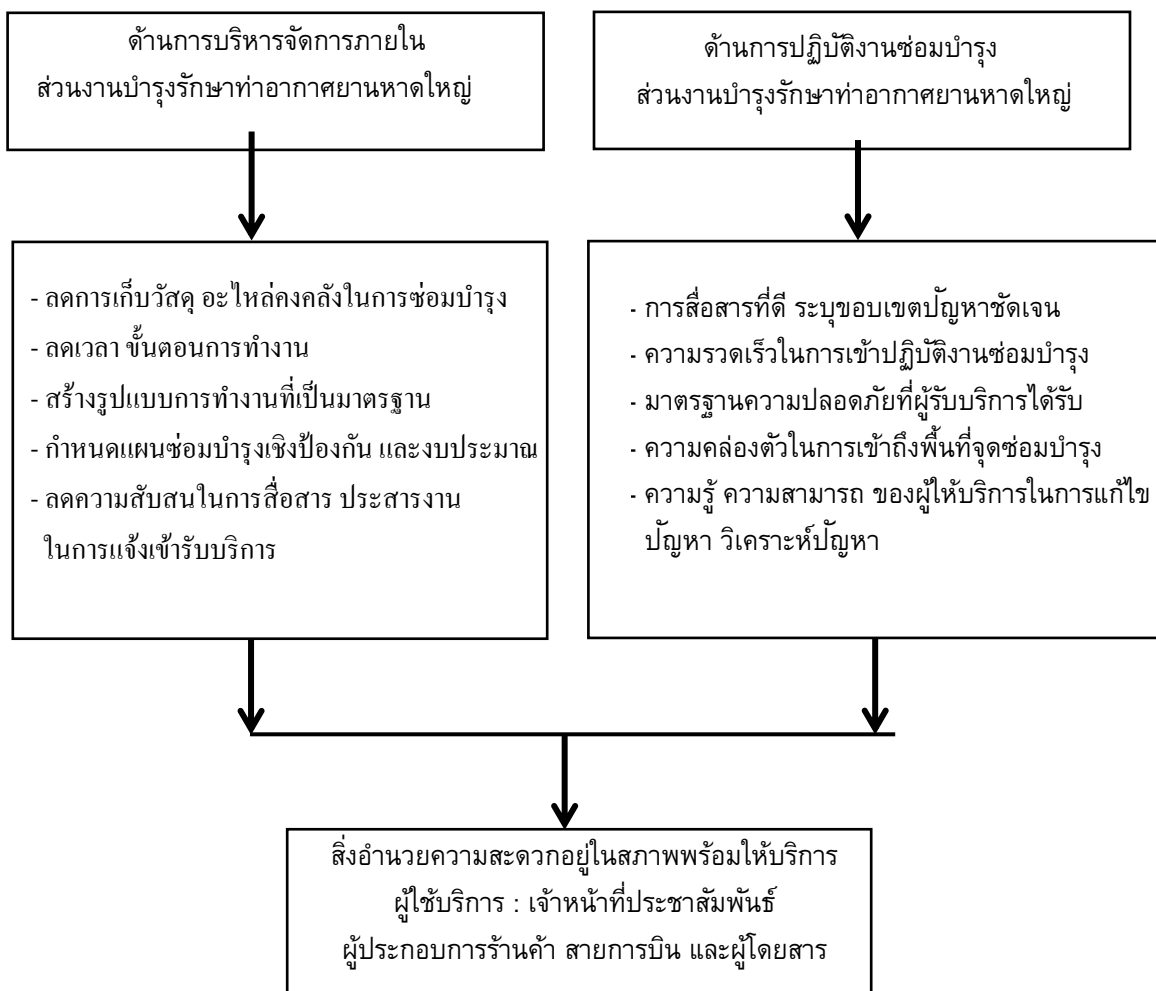 ด้านการบริหารจัดการภายใน
ส่วนงานบำรุงรักษาท่าอากาศยานหาดใหญ่
ด้านการปฏิบัติงานซ่อมบำรุง
ส่วนงานบำรุงรักษาท่าอากาศยานหาดใหญ่
- ลดการเก็บวัสดุ อะไหล่คงคลังในการซ่อมบำรุง
- ลดเวลา ขั้นตอนการทำงาน
- สร้างรูปแบบการทำงานที่เป็นมาตรฐาน
- กำหนดแผนซ่อมบำรุงเชิงป้องกัน และงบประมาณ
- ลดความสับสนในการสื่อสาร ประสารงาน
ในการแจ้งเข้ารับบริการ
- การสื่อสารที่ดี ระบุขอบเขตปัญหาชัดเจน
- ความรวดเร็วในการเข้าปฏิบัติงานซ่อมบำรุง
- มาตรฐานความปลอดภัยที่ผู้รับบริการได้รับ
- ความคล่องตัวในการเข้าถึงพื้นที่จุดซ่อมบำรุง
- ความรู้ ความสามารถ ของผู้ให้บริการในการแก้ไข
ปัญหา วิเคราะห์ปัญหา
สิ่งอำนวยความสะดวกอยู่ในสภาพพร้อมให้บริการ
ผู้ใช้บริการ : เจ้าหน้าที่ประชาสัมพันธ์
ผู้ประกอบการร้านค้า สายการบิน และผู้โดยสาร